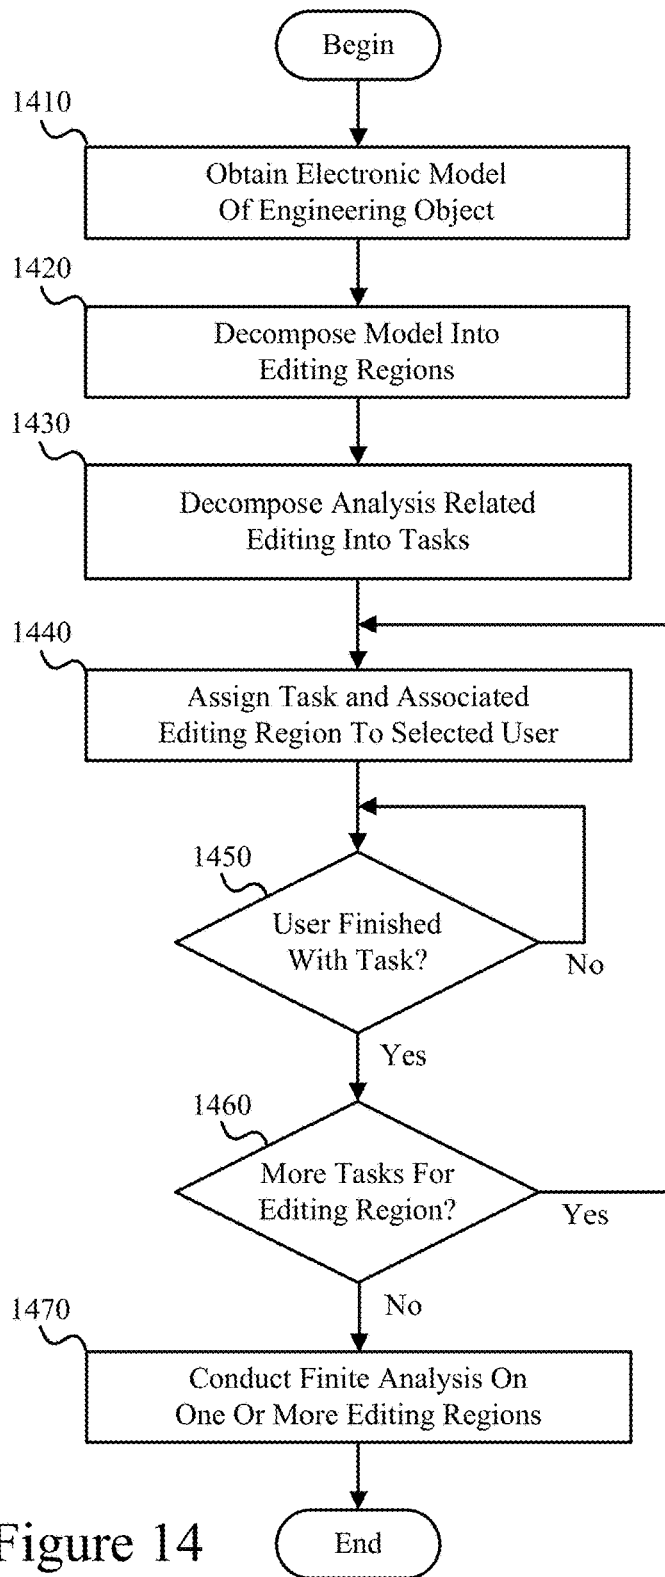 Begin
1410
Obtain Electronic Model
Of Engineering Object
1420
Decompose Model Into
Editing Regions
1430
Decompose Analysis Related
Editing Into Tasks
1440
Assign Task and Associated
Editing Region To Selected User
1450
User Finished
With Task?
No
Yes
1460
More Tasks For
Editing Region?
Yes
No
1470
Conduct Finite Analysis On
One Or More Editing Regions
Figure 14
End